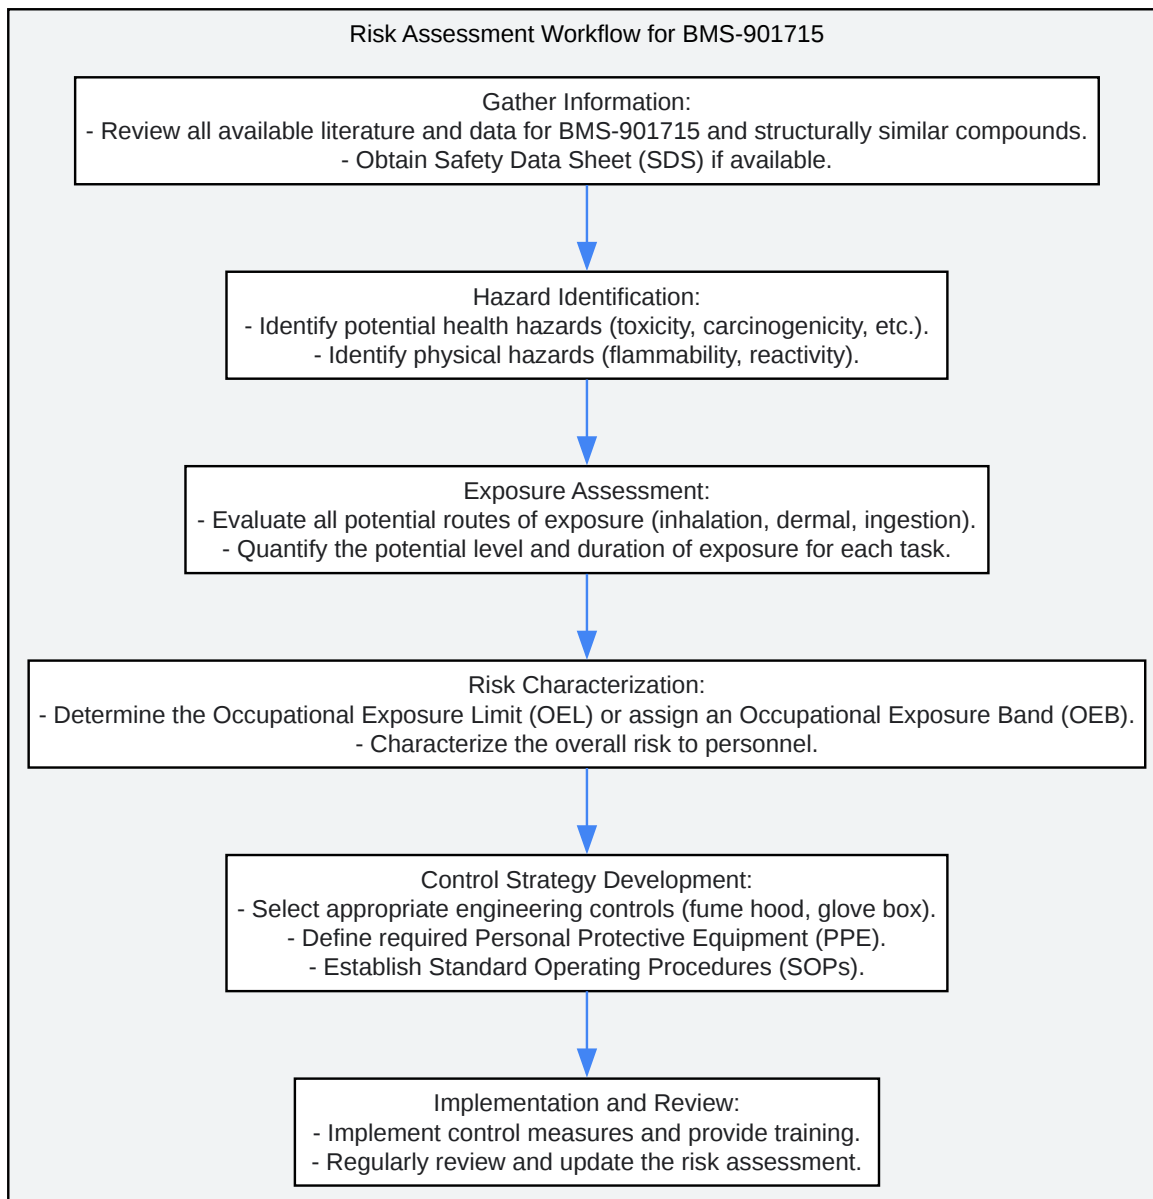 Risk Assessment Workflow for BMS-901715
Gather Information:
- Review all available literature and data for BMS-901715 and structurally similar compounds.
- Obtain Safety Data Sheet (SDS) if available.
Hazard Identification:
- Identify potential health hazards (toxicity, carcinogenicity, etc.).
- Identify physical hazards (flammability, reactivity).
Exposure Assessment:
- Evaluate all potential routes of exposure (inhalation, dermal, ingestion).
- Quantify the potential level and duration of exposure for each task.
Risk Characterization:
- Determine the Occupational Exposure Limit (OEL) or assign an Occupational Exposure Band (OEB).
- Characterize the overall risk to personnel.
Control Strategy Development:
- Select appropriate engineering controls (fume hood, glove box).
- Define required Personal Protective Equipment (PPE).
- Establish Standard Operating Procedures (SOPs).
Implementation and Review:
- Implement control measures and provide training.
- Regularly review and update the risk assessment.